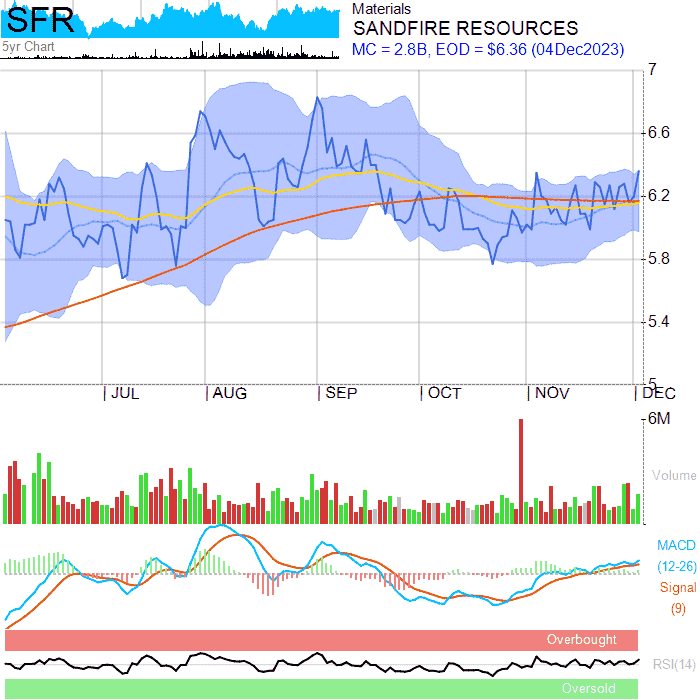 SFR
Materials
SANDFIRE RESOURCES
5yr Chart
MC = 2.8B, EOD = $6.36 (04Dec2023)
7
6.6
6.2
5.8
5.4
5
JUL AUG SEP OCT NOV DEC
6M
Volume
MACD
(12-26)
Signal
(9)
Overbought
RSI(14)
Oversold